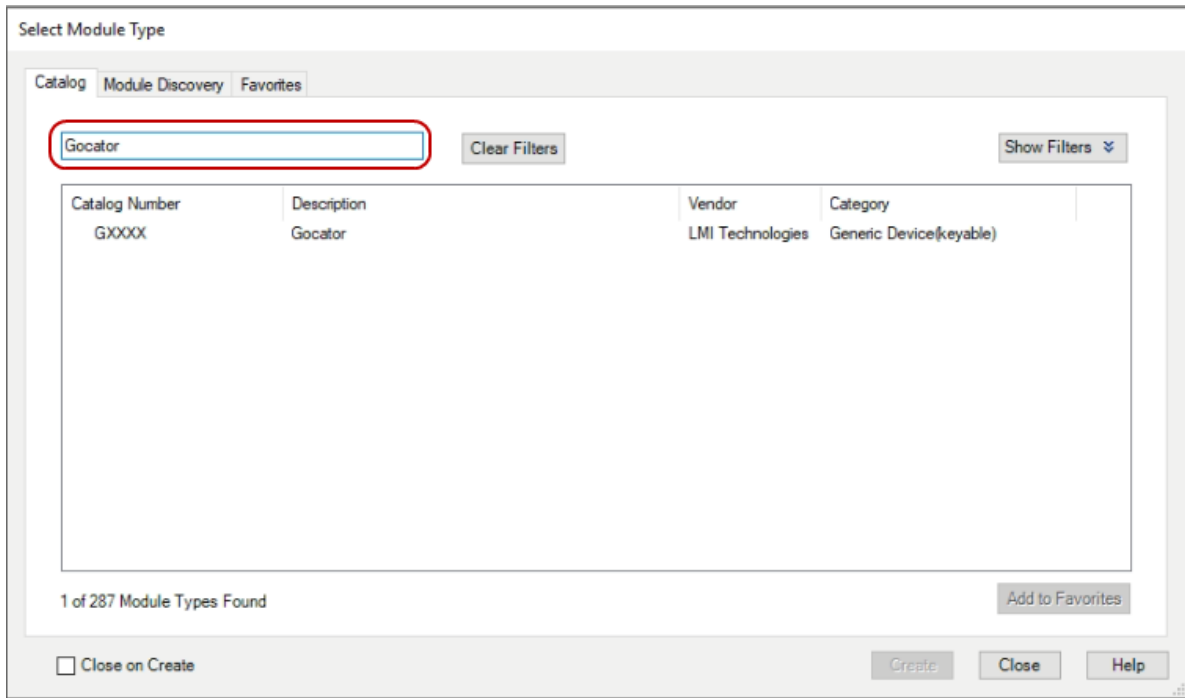 Select Module Type
Catalog Module Discovery Favorites
Gocator Clear Filters Show Filters
Catalog Number Description Vendor Category
GXXXX Gocator LMI Technologies Generic Device(keyable)
1 of 287 Module Types Found Add to Favorites
Close on Create Create Close Help